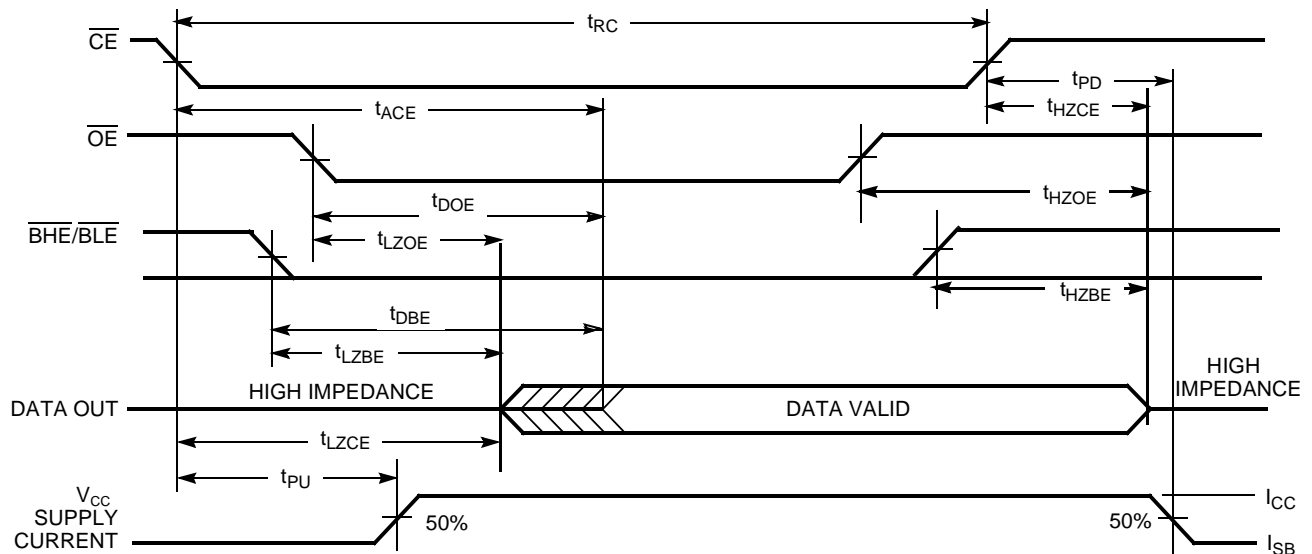 tRC
CE
tPD
tACE
tHZCE
OE
tDOE
tHZOE
BHE/BLE
tLZOE
tHZBE
tDBE
tLZBE
HIGH IMPEDANCE
HIGH
IMPEDANCE
DATA OUT
DATA VALID
tLZCE
tPU
VCC
SUPPLY
CURRENT
50%
50%
ICC
ISB